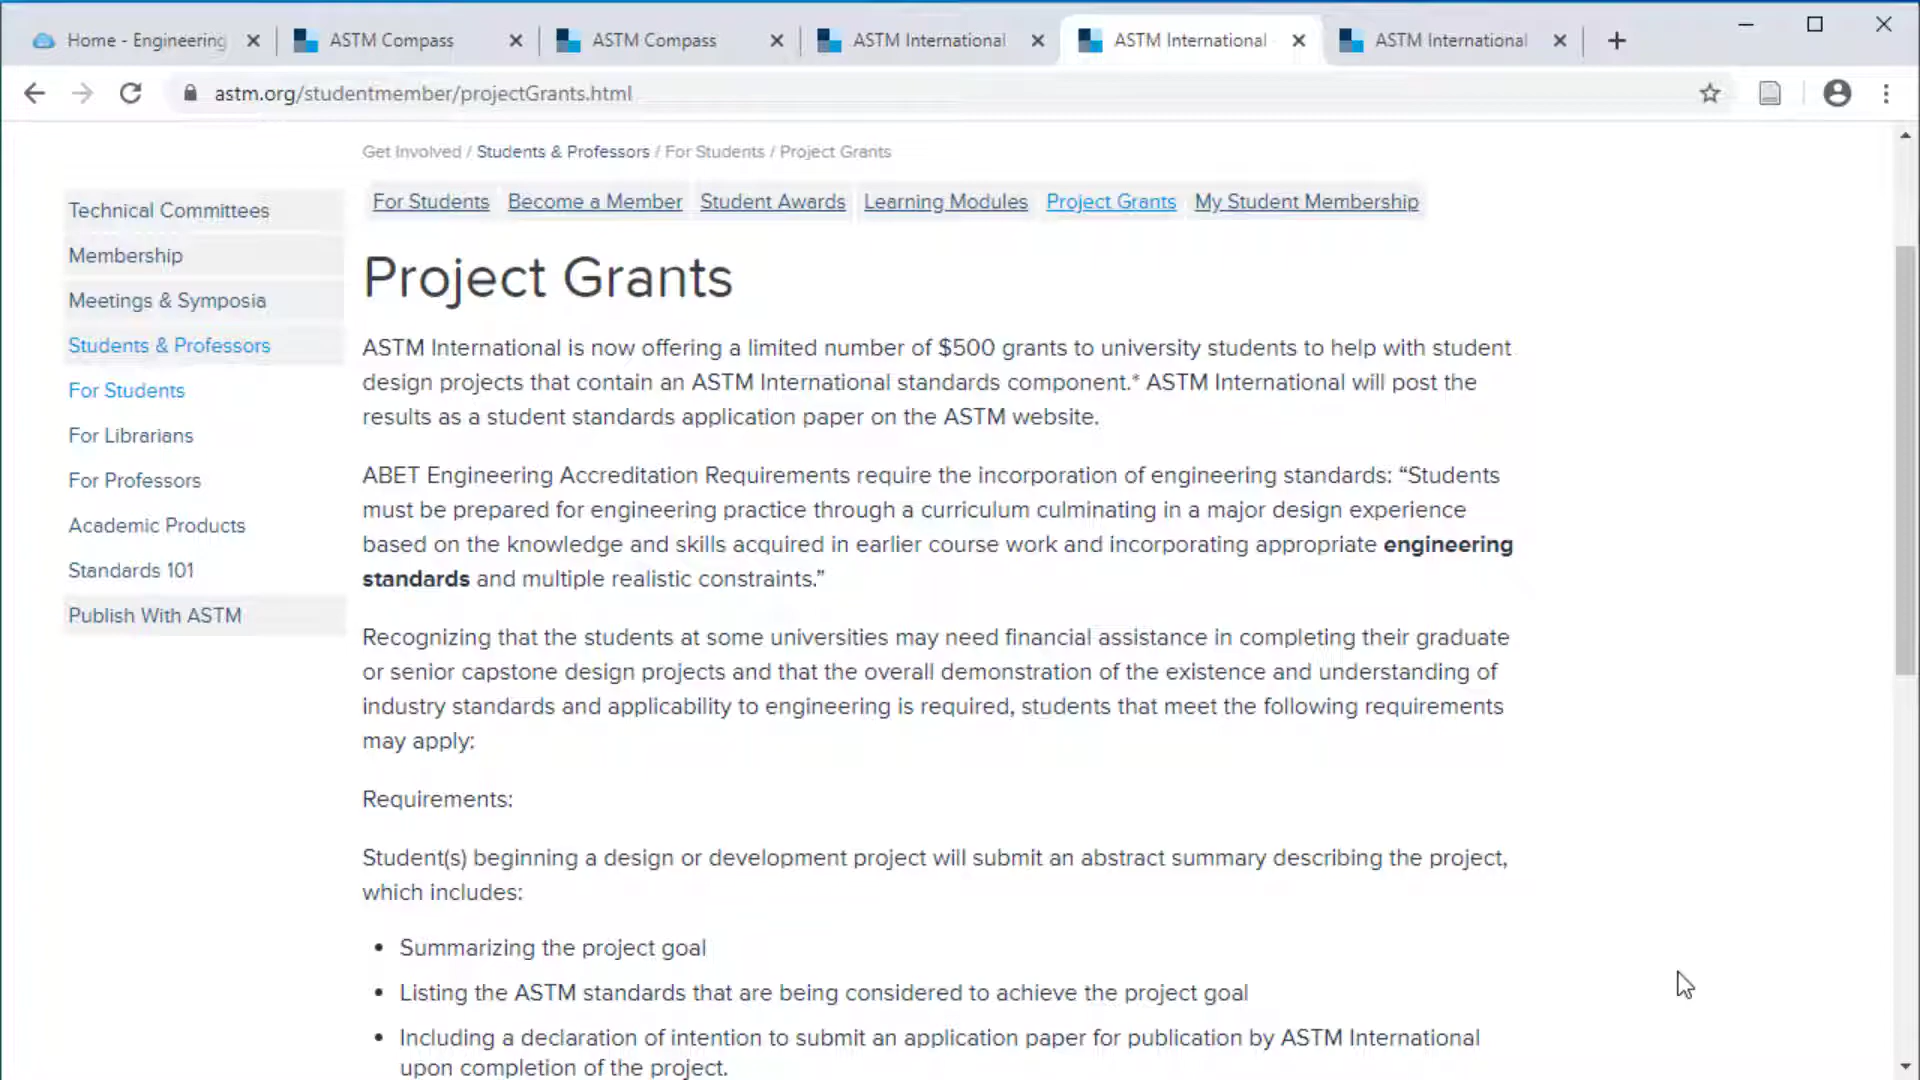 Home - Engineering
ASTM Compass
ASTM Compass
ASTM International
ASTM International
ASTM International
astm.org/studentmember/projectGrants.html
Get Involved / Students & Professors / For Students / Project Grants
For Students Become a Member Student Awards Learning Modules Project Grants My Student Membership
Technical Committees
Membership
Meetings & Symposia
Students & Professors
For Students
For Librarians
For Professors
Academic Products
Standards 101
Publish With ASTM
Project Grants
ASTM International is now offering a limited number of $500 grants to university students to help with student
design projects that contain an ASTM International standards component.* ASTM International will post the
results as a student standards application paper on the ASTM website.
ABET Engineering Accreditation Requirements require the incorporation of engineering standards: “Students
must be prepared for engineering practice through a curriculum culminating in a major design experience
based on the knowledge and skills acquired in earlier course work and incorporating appropriate engineering
standards and multiple realistic constraints.”
Recognizing that the students at some universities may need financial assistance in completing their graduate
or senior capstone design projects and that the overall demonstration of the existence and understanding of
industry standards and applicability to engineering is required, students that meet the following requirements
may apply:
Requirements:
Student(s) beginning a design or development project will submit an abstract summary describing the project,
which includes:
• Summarizing the project goal
• Listing the ASTM standards that are being considered to achieve the project goal
• Including a declaration of intention to submit an application paper for publication by ASTM International
upon completion of the project.